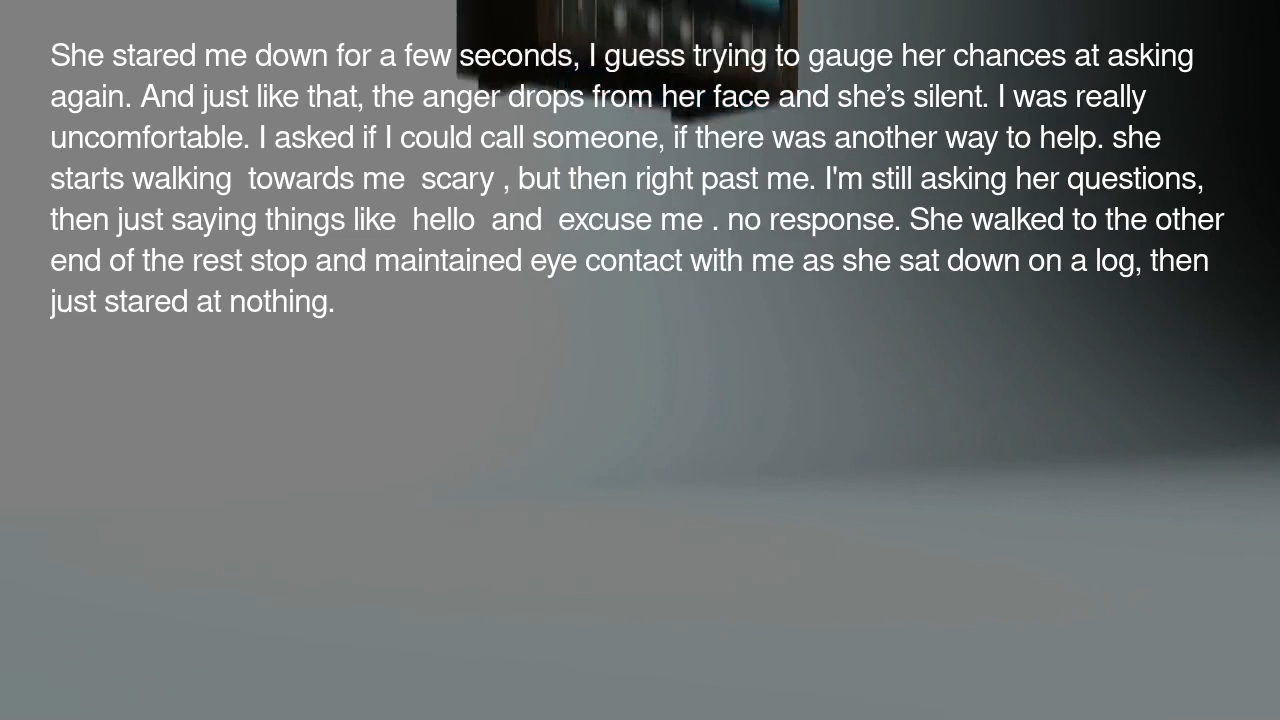 She stared me down for a few seconds, I guess trying to gauge her chances at asking
again. And just like that, the anger drops from her face and she’s silent. I was really
uncomfortable. I asked if I could call someone, if there was another way to help. she
starts walking  towards me  scary , but then right past me. I'm still asking her questions,
then just saying things like  hello  and  excuse me . no response. She walked to the other
end of the rest stop and maintained eye contact with me as she sat down on a log, then
just stared at nothing.